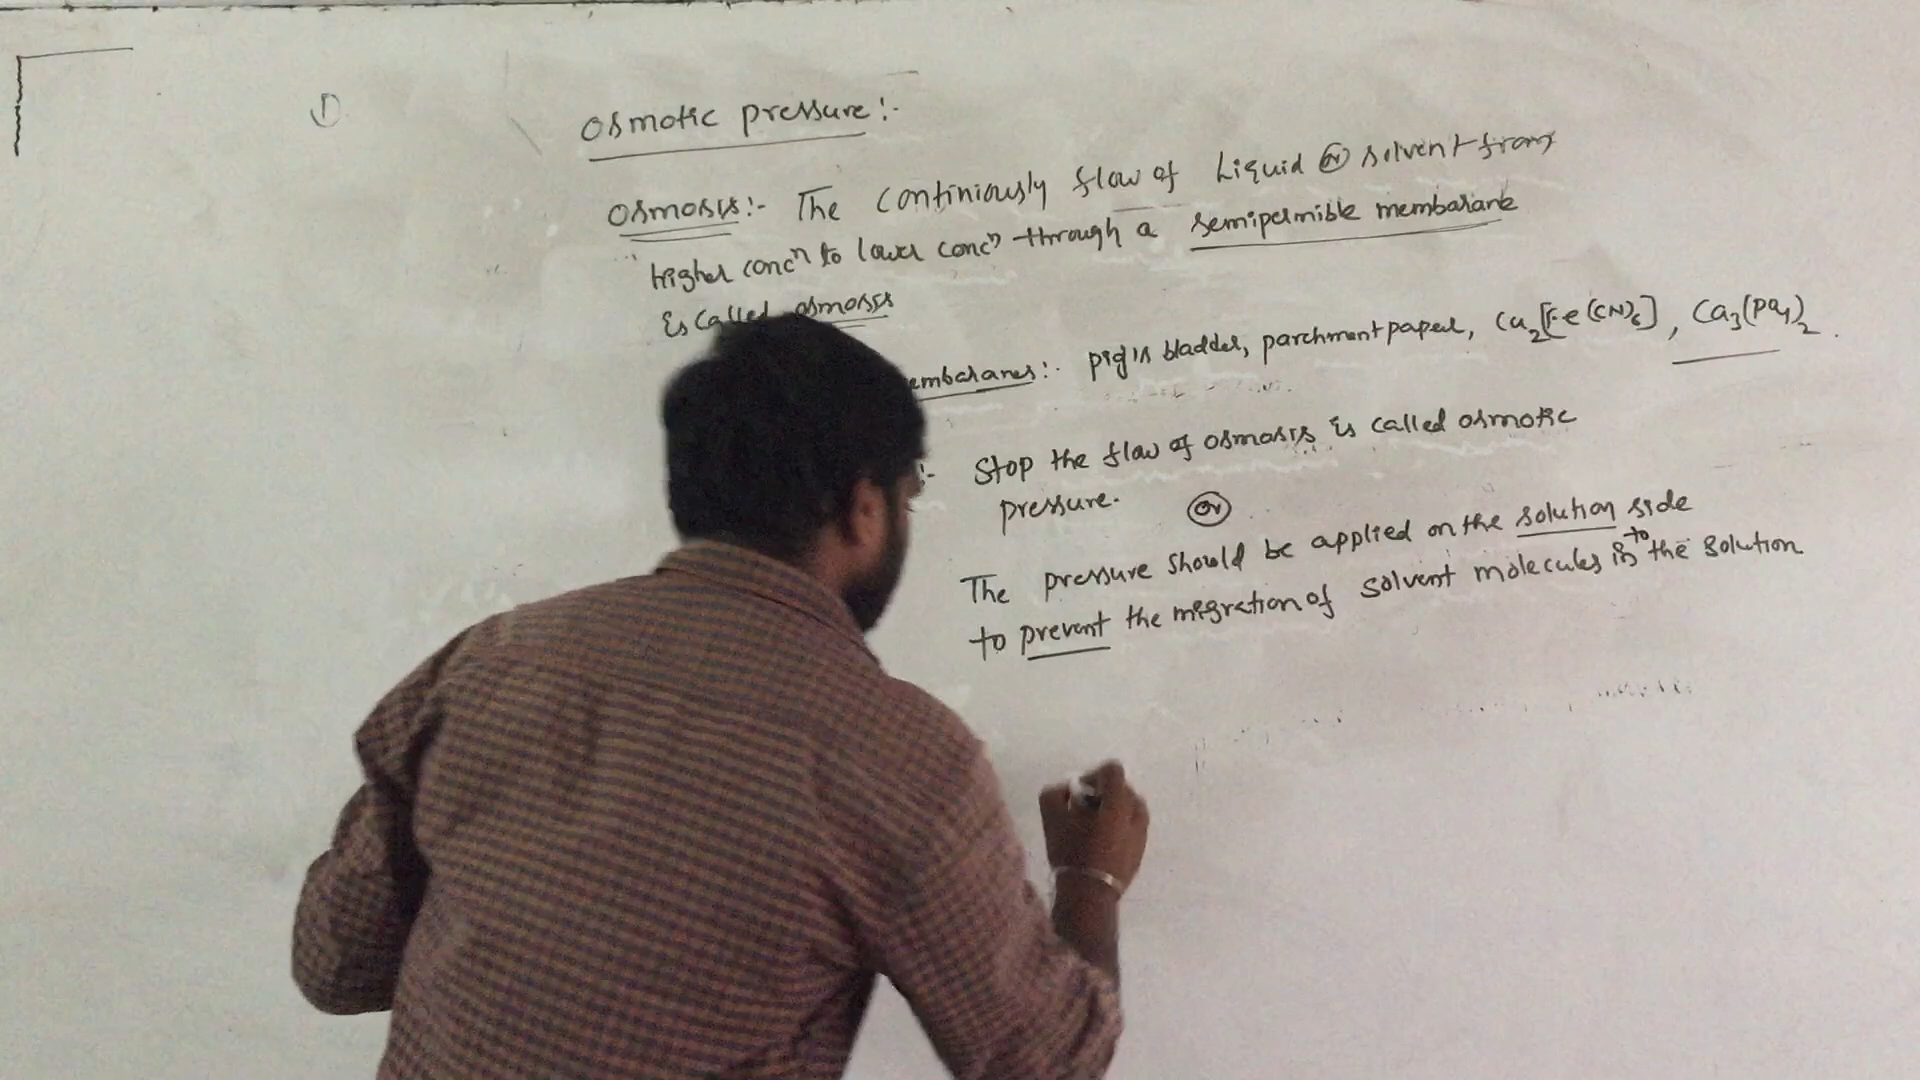 ①
Osmotic pressure:-
Osmosis:- The continiously flow of Liquid (or) solvent from
higher concⁿ to lower concⁿ through a semipermible membarane
is called osmosis
embaranes:- pig's bladder, parchment paper, Cu₂[Fe(CN)₆], Ca₃(PO₄)₂.
:- Stop the flow of osmosis is called osmotic
pressure. (or)
The pressure should be applied on the solution side
to prevent the migration of solvent molecules into the solution